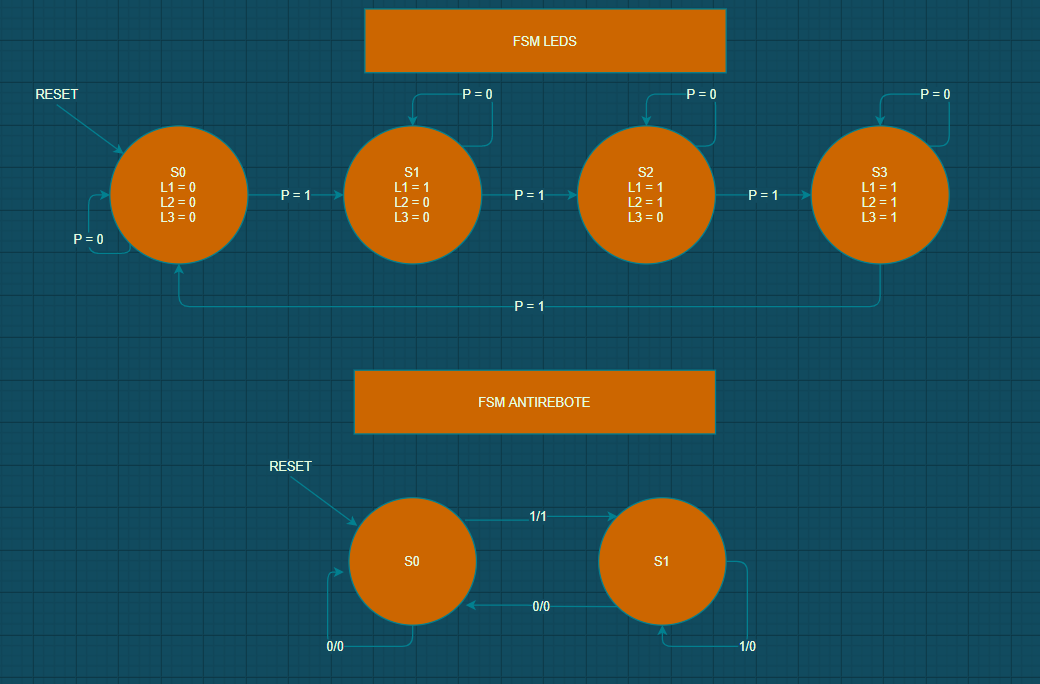 FSM LEDS
RESET
P = 0
P = 0
P = 0
S0
L1 = 0
L2 = 0
L3 = 0
S1
L1 = 1
L2 = 0
L3 = 0
S2
L1 = 1
L2 = 1
L3 = 0
S3
L1 = 1
L2 = 1
L3 = 1
P = 1
P = 1
P = 1
P = 0
P = 1
FSM ANTIREBOTE
RESET
1/1
S0
S1
0/0
0/0
1/0